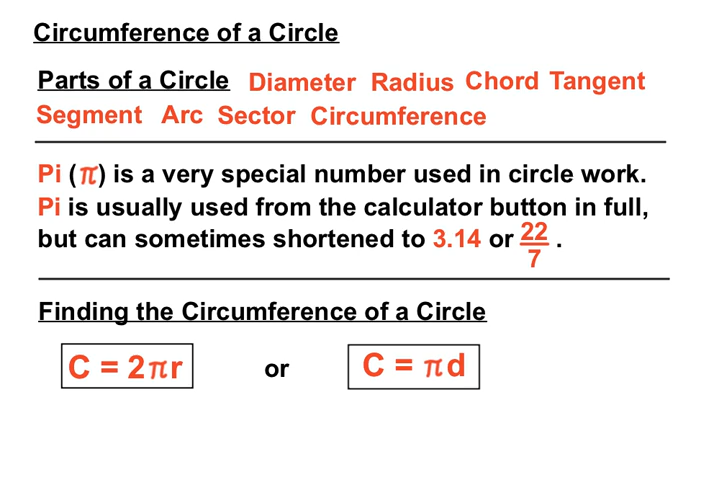 Circumference of a Circle
Parts of a Circle Diameter Radius Chord Tangent
Segment Arc Sector Circumference
Pi (π) is a very special number used in circle work.
Pi is usually used from the calculator button in full,
but can sometimes shortened to 3.14 or 22/7 .
Finding the Circumference of a Circle
C = 2πr or C = πd